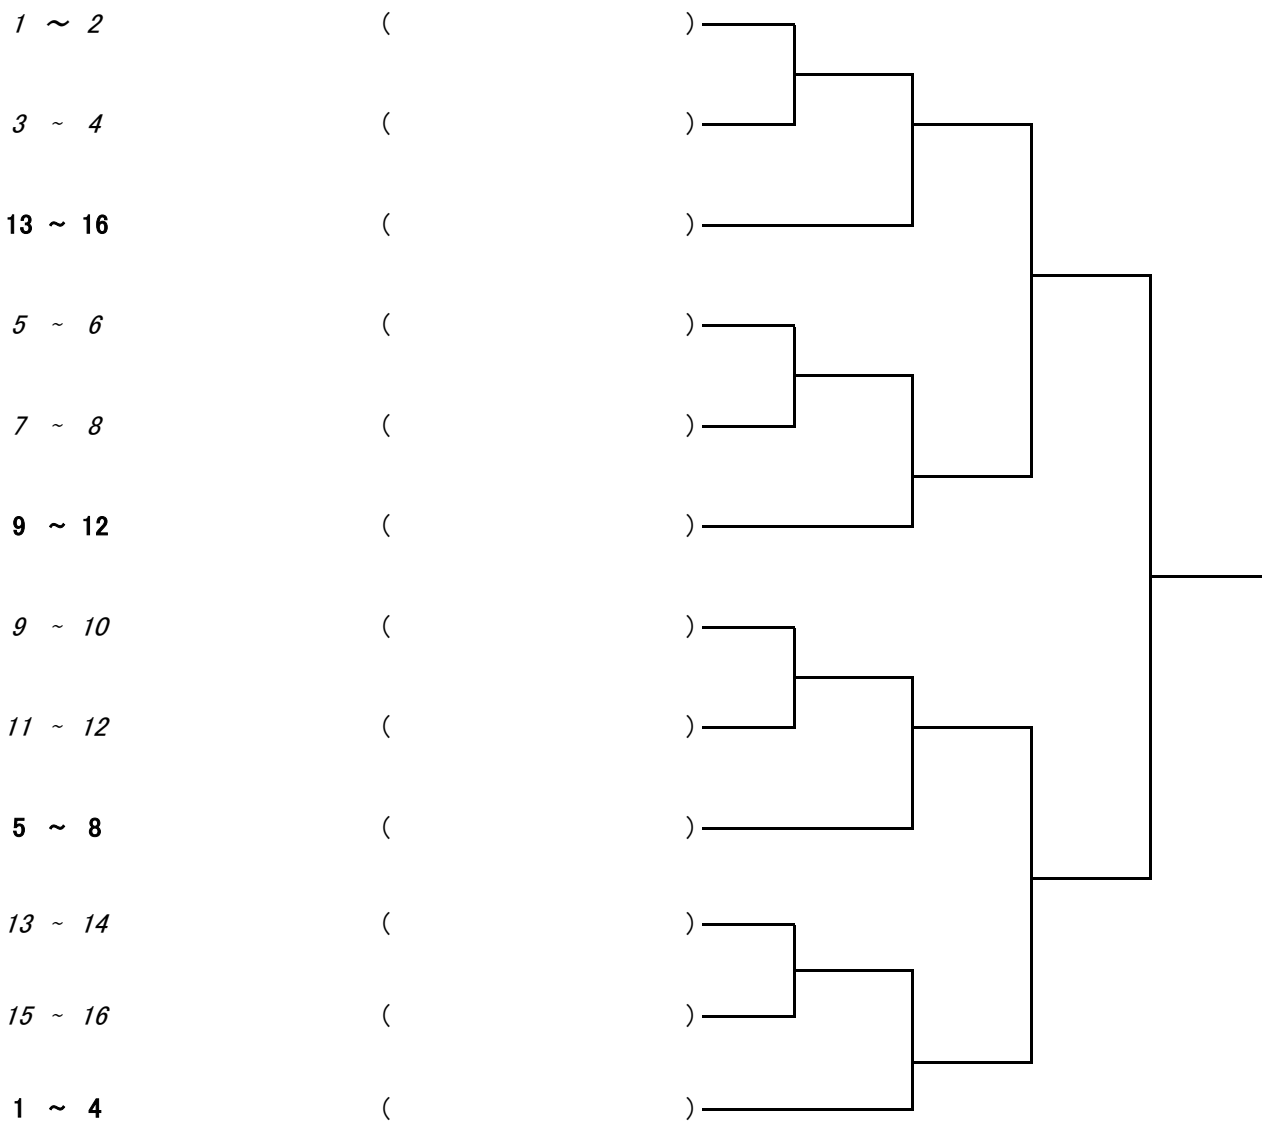 1 ～ 2 ( )
3 ~ 4 ( )
13 ~ 16 ( )
5 ~ 6 ( )
7 ~ 8 ( )
9 ~ 12 ( )
9 ~ 10 ( )
11 ~ 12 ( )
5 ~ 8 ( )
13 ~ 14 ( )
15 ~ 16 ( )
1 ~ 4 ( )